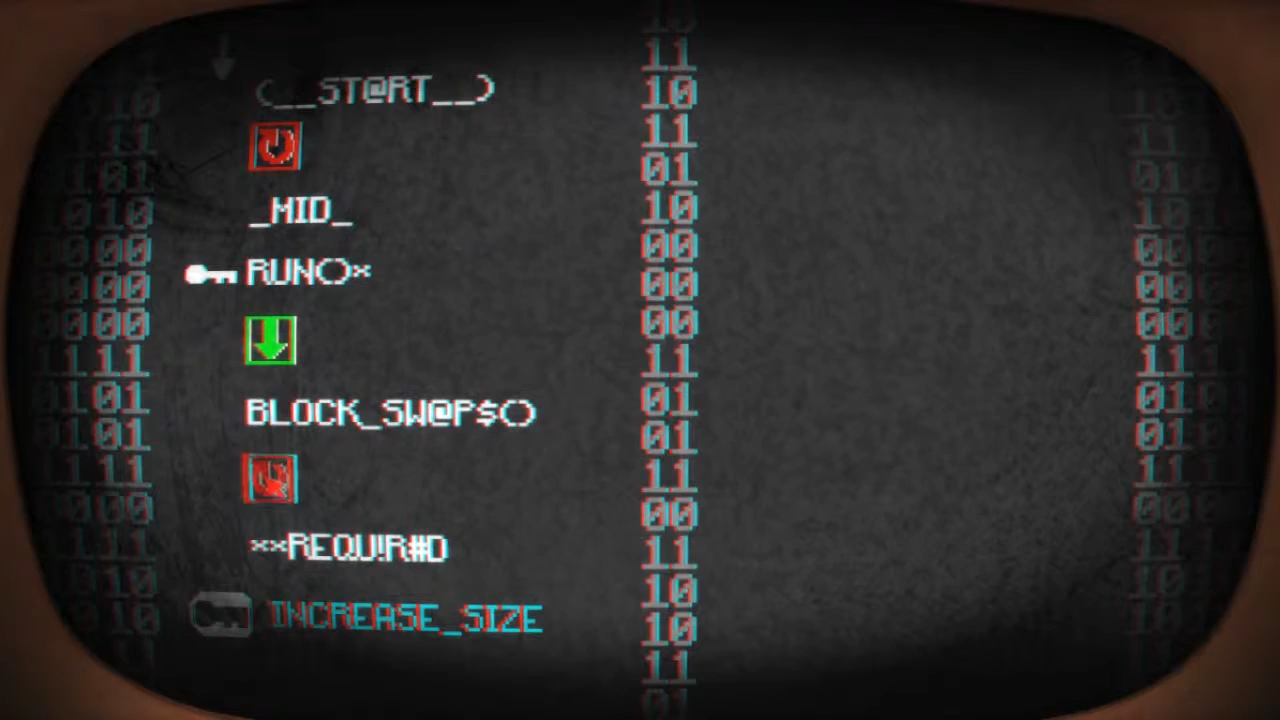 (__ST@RT__)
_MID_
RUN()×
BLOCK_SW@P$()
××REQU!R#D
INCREASE_SIZE
11
10
11
01
10
00
00
00
11
01
01
11
00
11
10
10
11